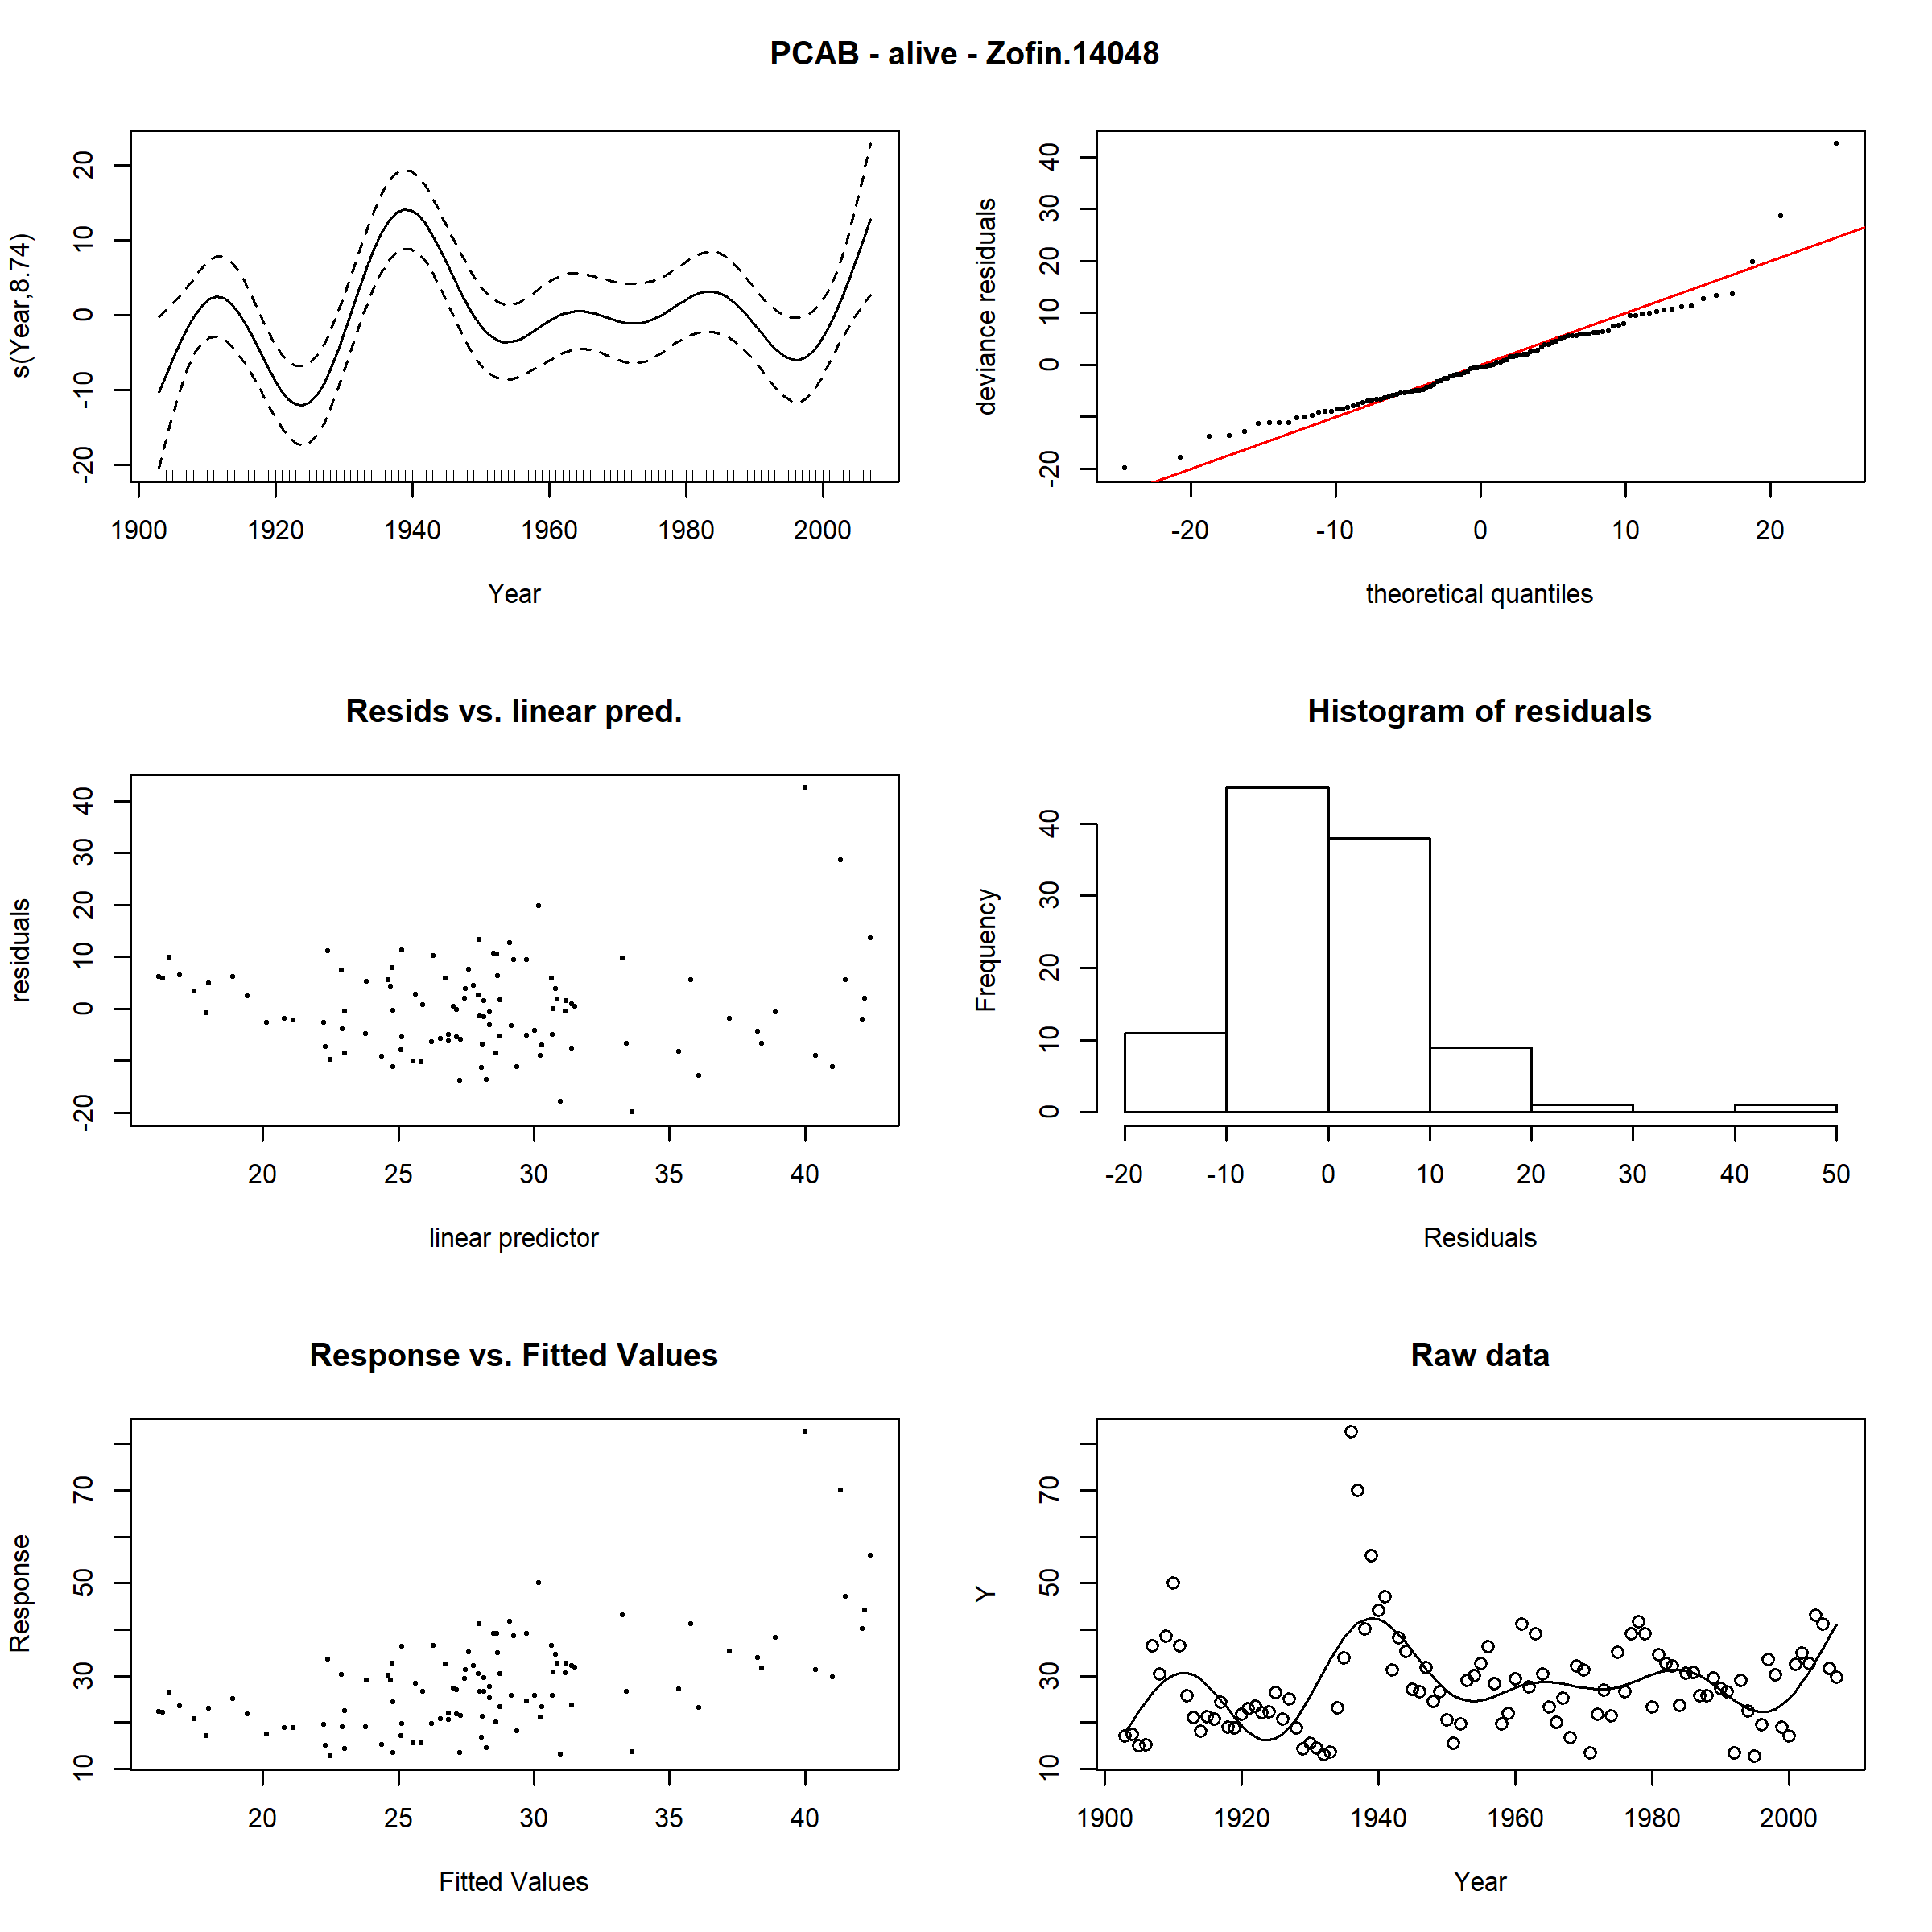 PCAB - alive - Zofin.14048
s(Year,8.74)
-20 -10 0 10 20
1900 1920 1940 1960 1980 2000
Year
deviance residuals
-20 0 10 20 30 40
-20 -10 0 10 20
theoretical quantiles
Resids vs. linear pred.
residuals
-20 0 10 20 30 40
20 25 30 35 40
linear predictor
Histogram of residuals
Frequency
0 10 20 30 40
-20 -10 0 10 20 30 40 50
Residuals
Response vs. Fitted Values
Response
10 30 50 70
20 25 30 35 40
Fitted Values
Raw data
Y
10 30 50 70
1900 1920 1940 1960 1980 2000
Year